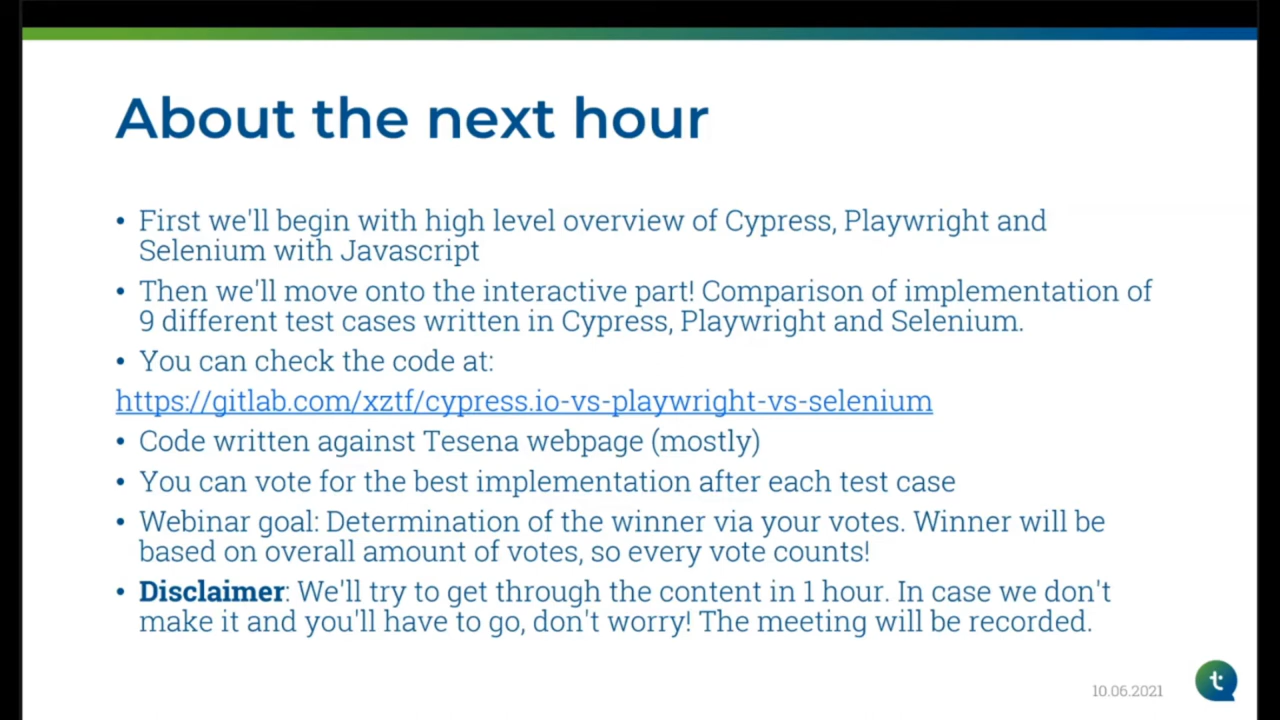 About the next hour
• First we'll begin with high level overview of Cypress, Playwright and
Selenium with Javascript
• Then we'll move onto the interactive part! Comparison of implementation of
9 different test cases written in Cypress, Playwright and Selenium.
• You can check the code at:
https://gitlab.com/xztf/cypress.io-vs-playwright-vs-selenium
• Code written against Tesena webpage (mostly)
• You can vote for the best implementation after each test case
• Webinar goal: Determination of the winner via your votes. Winner will be
based on overall amount of votes, so every vote counts!
• Disclaimer: We'll try to get through the content in 1 hour. In case we don't
make it and you'll have to go, don't worry! The meeting will be recorded.
10.06.2021
t